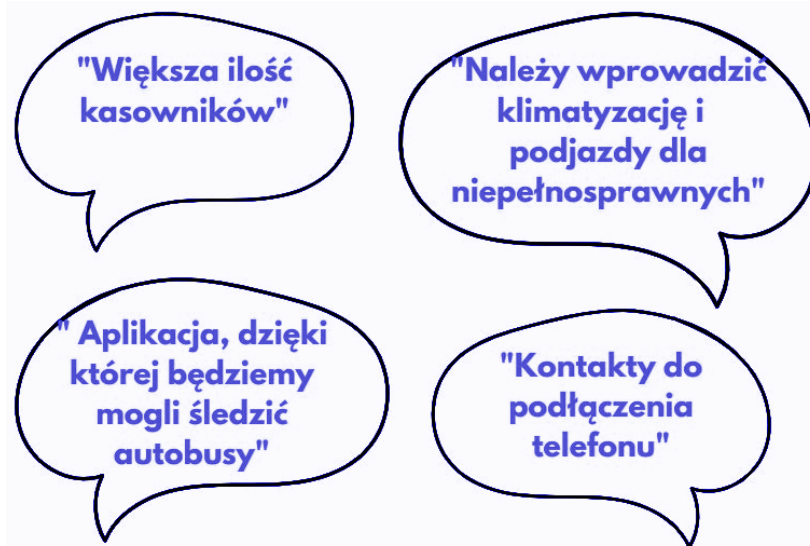 "Większa ilość
kasowników"
"Należy wprowadzić
klimatyzację i
podjazdy dla
niepełnosprawnych"
" Aplikacja, dzięki
której będziemy
mogli śledzić
autobusy"
"Kontakty do
podłączenia
telefonu"